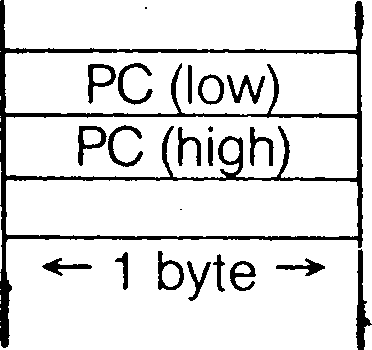 PC (low)
PC (high)
← 1 byte →